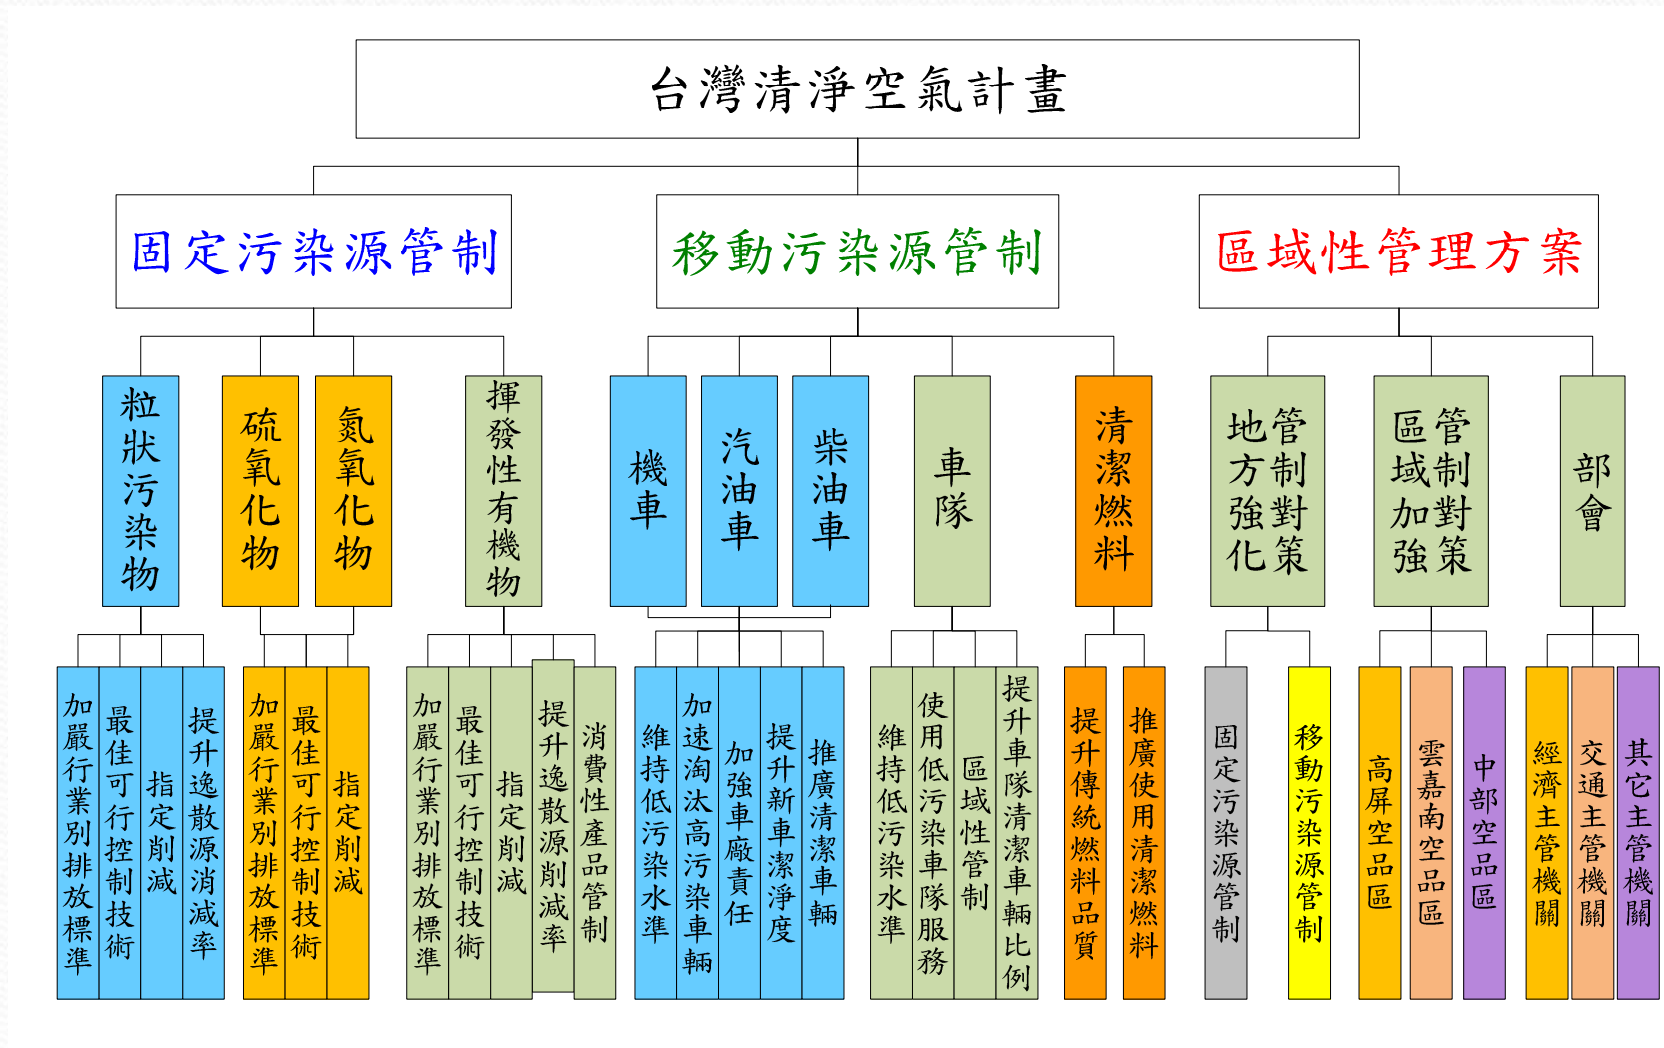 台灣清淨空氣計畫
固定污染源管制
移動污染源管制
區域性管理方案
粒狀污染物
硫氧化物
氮氧化物
揮發性有機物
機車
汽油車
柴油車
車隊
清潔燃料
地方強化
管制對策
區域加強
管制對策
部會
加嚴行業別排放標準
最佳可行控制技術
指定削減
提升逸散源消減率
加嚴行業別排放標準
最佳可行控制技術
指定削減
加嚴行業別排放標準
最佳可行控制技術
指定削減
提升逸散源削減率
消費性產品管制
維持低污染水準
加速淘汰高污染車輛
加強車廠責任
提升新車潔淨度
推廣清潔車輛
維持低污染水準
使用低污染車隊服務
區域性管制
提升車隊清潔車輛比例
提升傳統燃料品質
推廣使用清潔燃料
固定污染源管制
移動污染源管制
高屏空品區
雲嘉南空品區
中部空品區
經濟主管機關
交通主管機關
其它主管機關